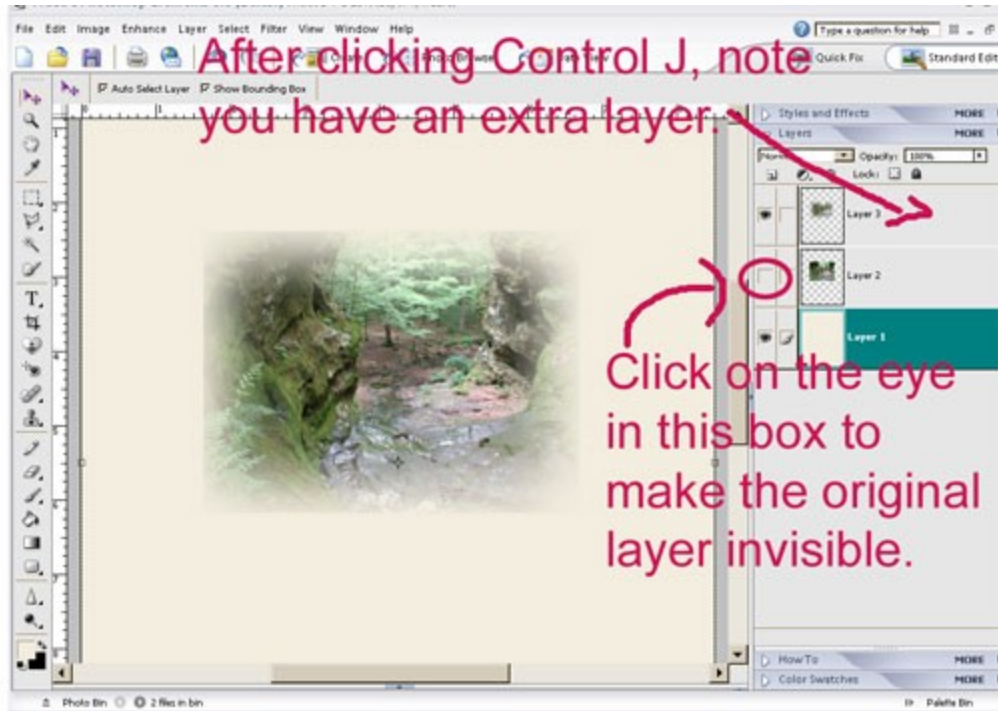 File Edit Image Enhance Layer Select Filter View Window Help
Type a question for help
After clicking Control J, note
you have an extra layer.
Quick Fix
Standard Edit
Auto Select Layer Show Bounding Box
Styles and Effects MORE
Layers MORE
Opacity: 100%
Lock:
Layer 3
Layer 2
Layer 1
Click on the eye
in this box to
make the original
layer invisible.
How To MORE
Color Swatches MORE
Photo Bin 2 files in bin
Palette Bin